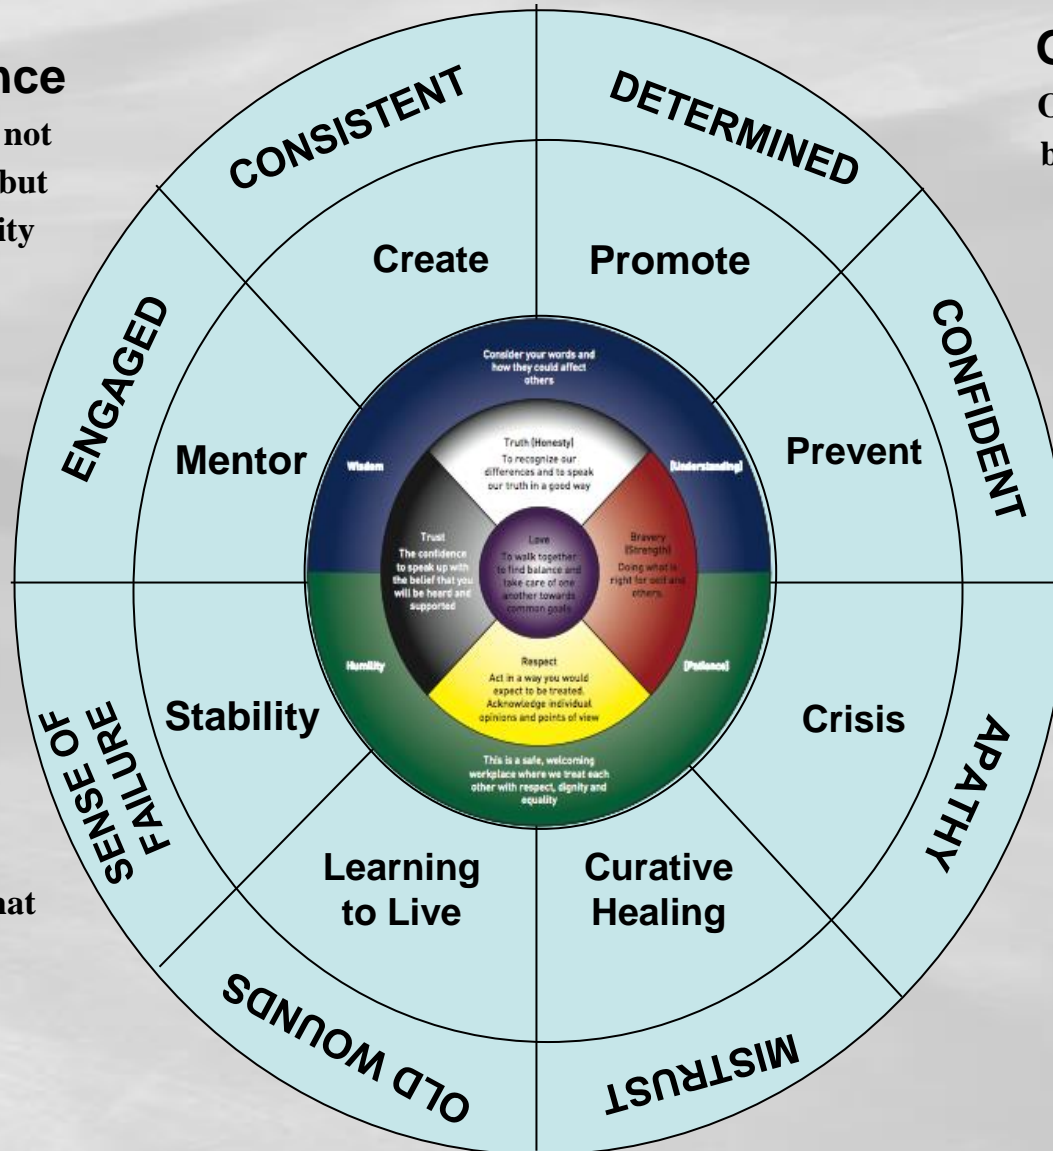 nce
not
but
ity
C
b
hat
CONSISTENT
DETERMINED
CONFIDENT
APATHY
MISTRUST
OLD WOUNDS
SENSE OF
FAILURE
ENGAGED
Create
Promote
Prevent
Crisis
Curative
Healing
Learning
to Live
Stability
Mentor
Consider your words and
how they could affect
others
Wisdom
(Understanding)
Truth (Honesty)
To recognize our
differences and to speak
our truth in a good way
Trust
The confidence
to speak up with
the belief that you
will be heard and
supported
Love
To walk together
to find balance and
take care of one
another towards
common goals
Bravery
(Strength)
Doing what is
right for self and
others.
Respect
Act in a way you would
expect to be treated.
Acknowledge individual
opinions and points of view
Humility
(Patience)
This is a safe, welcoming
workplace where we treat each
other with respect, dignity and
equality